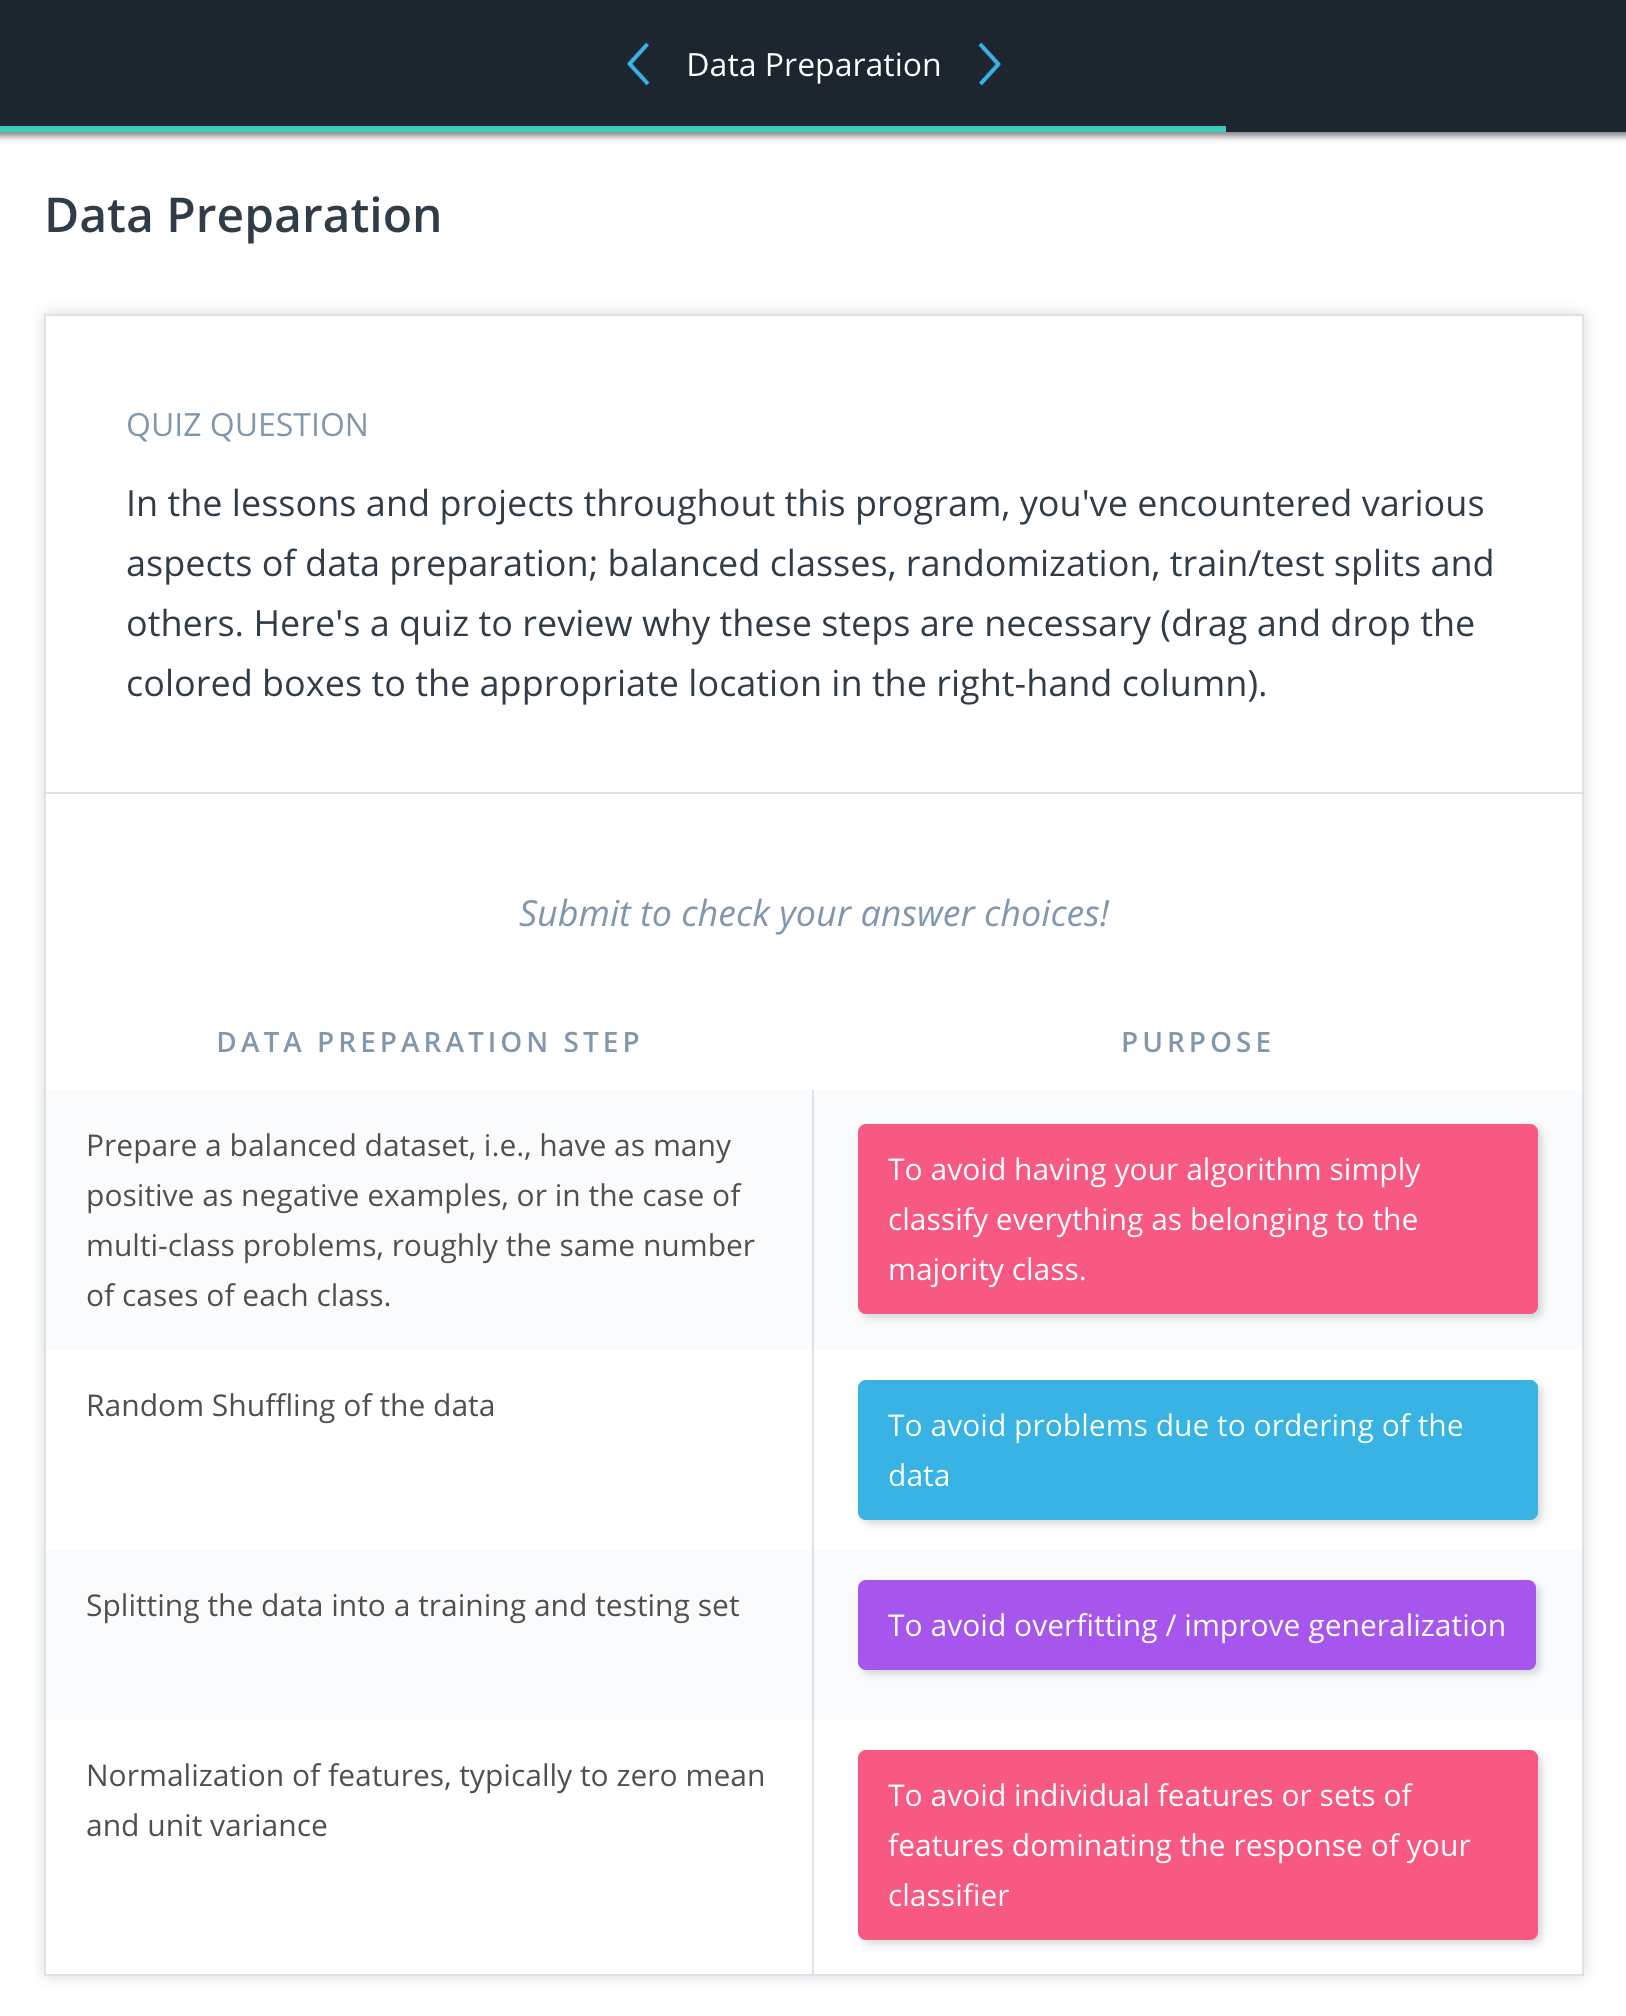 Data Preparation
Data Preparation
QUIZ QUESTION
In the lessons and projects throughout this program, you've encountered various
aspects of data preparation; balanced classes, randomization, train/test splits and
others. Here's a quiz to review why these steps are necessary (drag and drop the
colored boxes to the appropriate location in the right-hand column).
Submit to check your answer choices!
DATA PREPARATION STEP
PURPOSE
Prepare a balanced dataset, i.e., have as many
positive as negative examples, or in the case of
multi-class problems, roughly the same number
of cases of each class.
To avoid having your algorithm simply
classify everything as belonging to the
majority class.
Random Shuffling of the data
To avoid problems due to ordering of the
data
Splitting the data into a training and testing set
To avoid overfitting / improve generalization
Normalization of features, typically to zero mean
and unit variance
To avoid individual features or sets of
features dominating the response of your
classifier